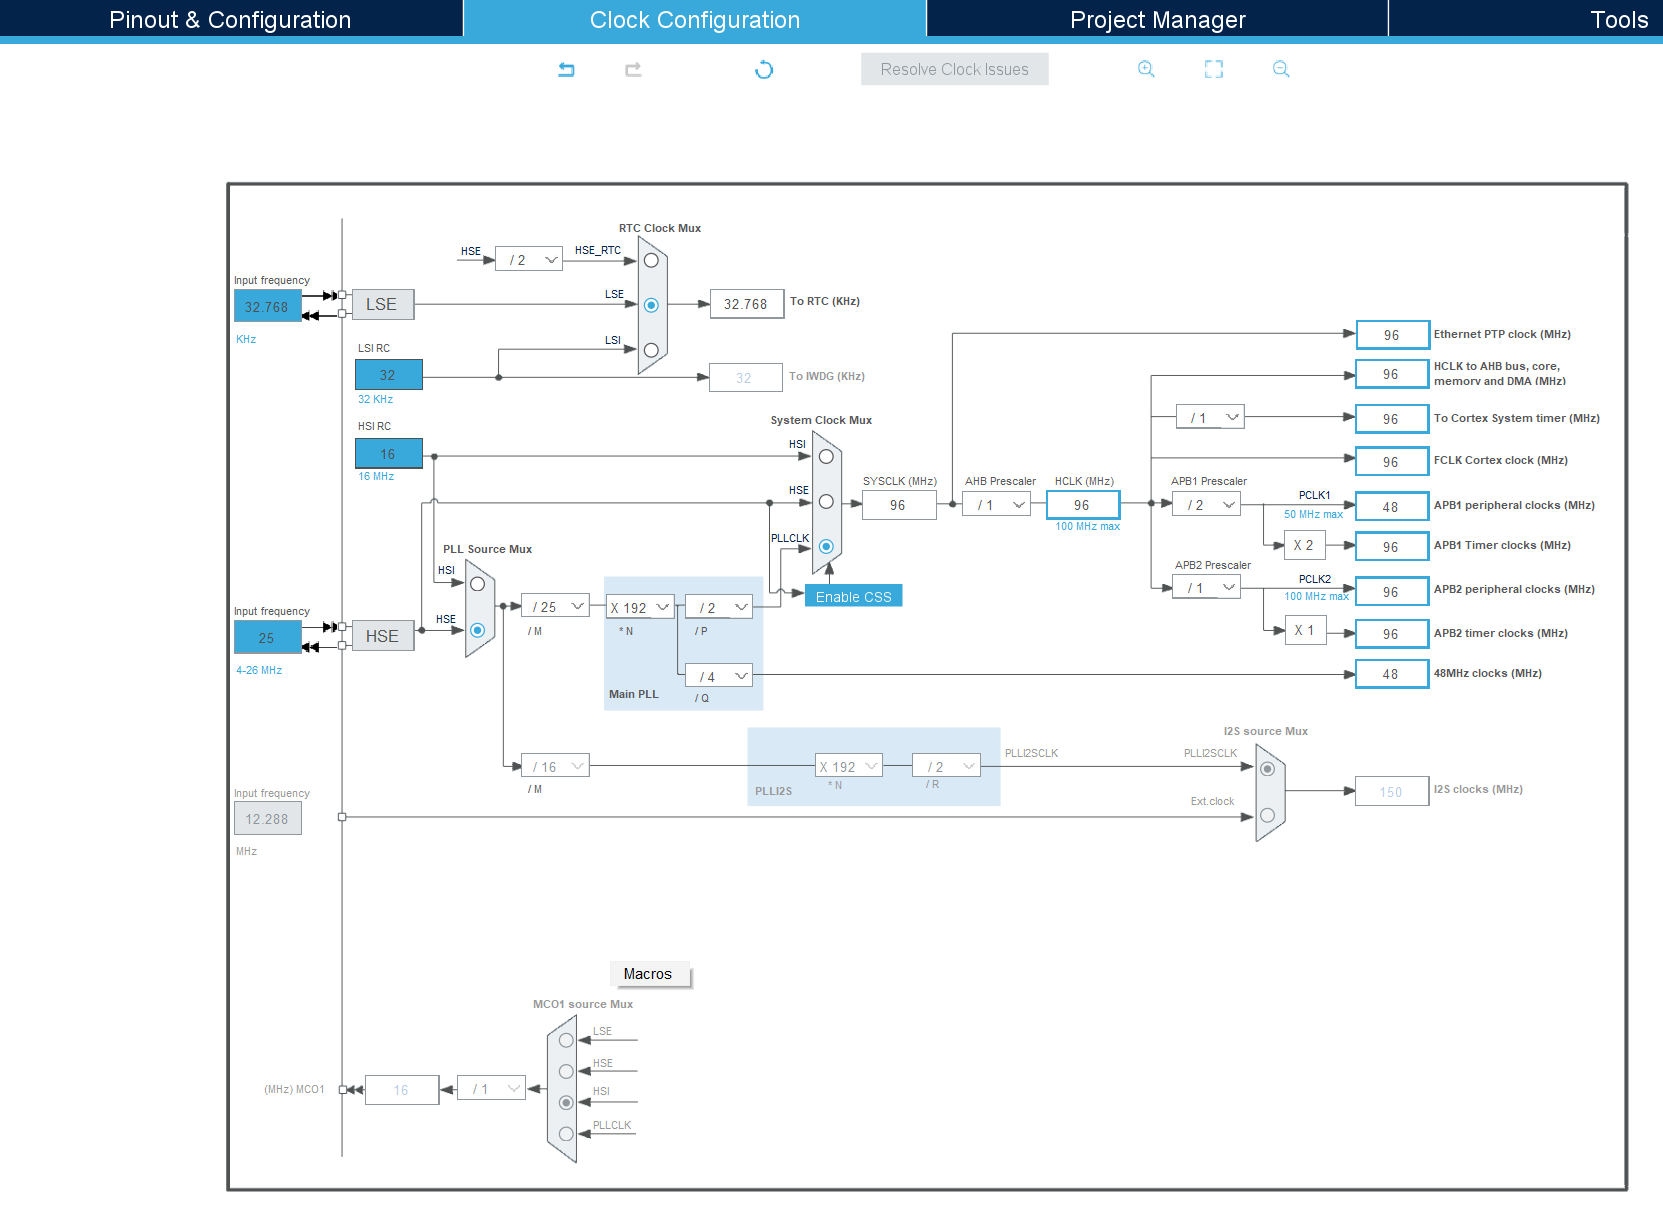 Pinout & Configuration
Clock Configuration
Project Manager
Tools
Resolve Clock Issues
RTC Clock Mux
HSE
/ 2
HSE_RTC
Input frequency
32.768
KHz
LSE
LSE
32.768
To RTC (KHz)
LSI RC
32
32 KHz
LSI
32
To IWDG (KHz)
HSI RC
16
16 MHz
System Clock Mux
HSI
HSE
PLLCLK
SYSCLK (MHz)
96
AHB Prescaler
/ 1
HCLK (MHz)
96
100 MHz max
96
Ethernet PTP clock (MHz)
96
HCLK to AHB bus, core,
memory and DMA (MHz)
/ 1
96
To Cortex System timer (MHz)
96
FCLK Cortex clock (MHz)
APB1 Prescaler
/ 2
PCLK1
50 MHz max
48
APB1 peripheral clocks (MHz)
X 2
96
APB1 Timer clocks (MHz)
APB2 Prescaler
/ 1
PCLK2
100 MHz max
96
APB2 peripheral clocks (MHz)
X 1
96
APB2 timer clocks (MHz)
48
48MHz clocks (MHz)
PLL Source Mux
HSI
HSE
Input frequency
25
4-26 MHz
HSE
/ 25
/ M
X 192
* N
/ 2
/ P
/ 4
/ Q
Main PLL
Enable CSS
/ 16
/ M
PLLI2S
X 192
* N
/ 2
/ R
PLLI2SCLK
I2S source Mux
PLLI2SCLK
Ext.clock
150
I2S clocks (MHz)
Input frequency
12.288
MHz
Macros
MCO1 source Mux
LSE
HSE
HSI
PLLCLK
(MHz) MCO1
16
/ 1